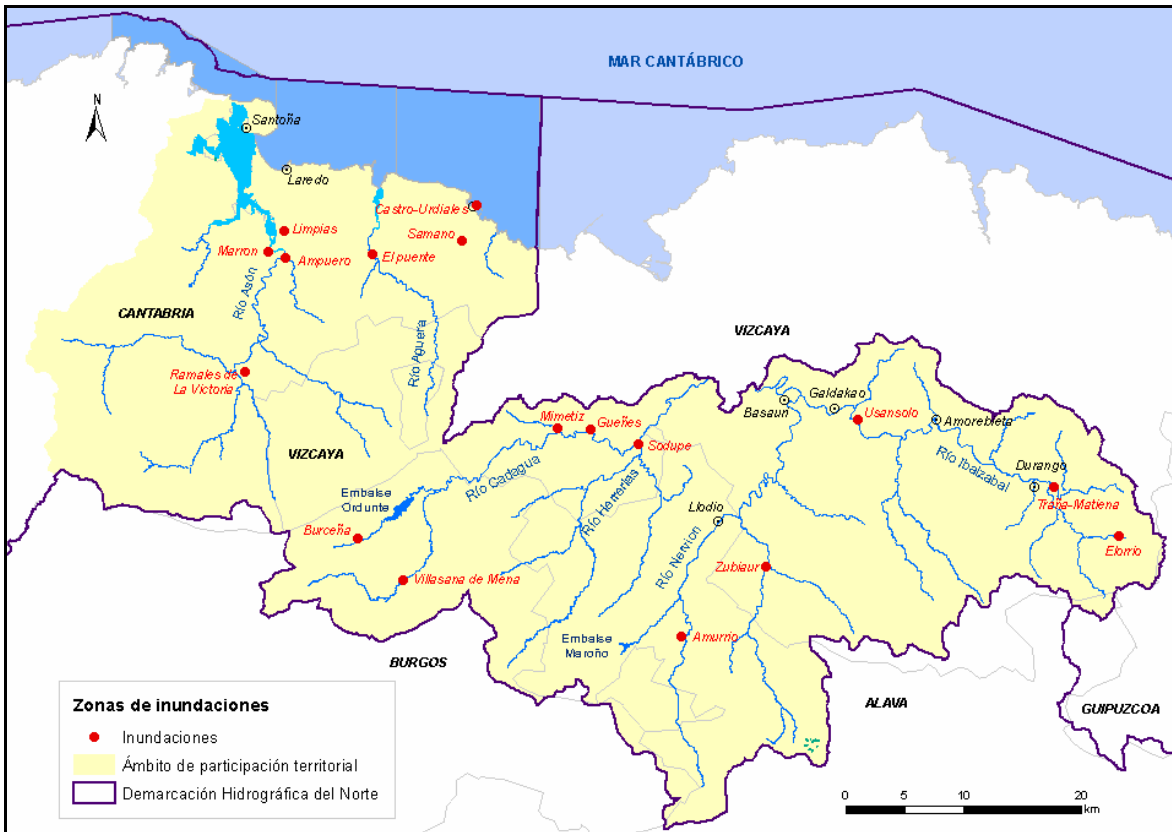 MAR CANTÁBRICO
N
Santoña
Laredo
Castro-Urdiales
Limpias
Samano
Marron
Ampuero
El puente
Río Asón
CANTABRIA
Río Aguera
VIZCAYA
Ramales de
La Victoria
Galdakao
Basauri
Usansolo
Amorebieta
Mimetiz
Gueñes
Sodupe
VIZCAYA
Río Cadagua
Río Ibaizabal
Durango
Embalse
Ordunte
Río Herrerias
Traña-Matiena
Llodio
Burceña
Elorrio
Río Nervion
Villasana de Mena
Zubiaur
Embalse
Maroño
Amurrio
BURGOS
ALAVA
GUIPUZCOA
Zonas de inundaciones
Inundaciones
Ámbito de participación territorial
Demarcación Hidrográfica del Norte
0 5 10 20
km